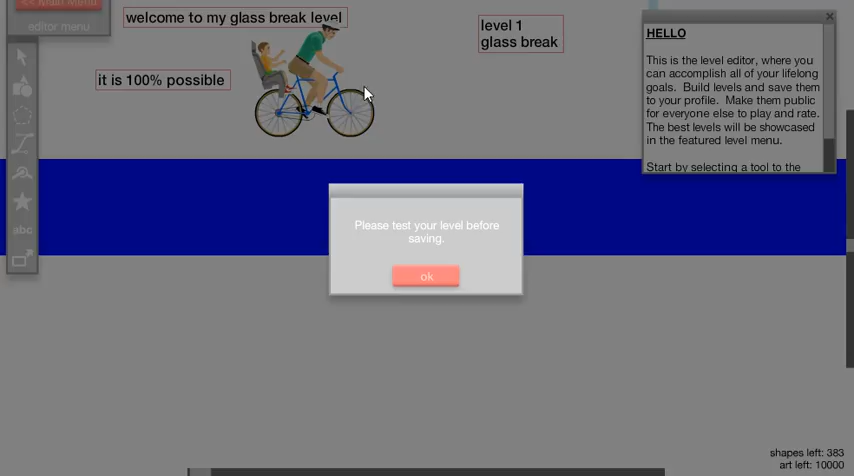 << Main Menu
editor menu
welcome to my glass break level
level 1
glass break
it is 100% possible
abc
HELLO
This is the level editor, where you
can accomplish all of your lifelong
goals. Build levels and save them
to your profile. Make them public
for everyone else to play and rate.
The best levels will be showcased
in the featured level menu.
Start by selecting a tool to the
Please test your level before
saving.
ok
shapes left: 383
art left: 10000